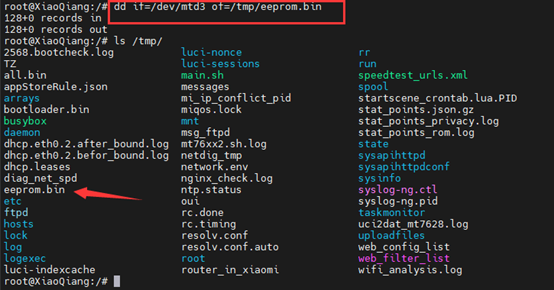 root@XiaoQiang:/# dd if=/dev/mtd3 of=/tmp/eeprom.bin
128+0 records in
128+0 records out
root@XiaoQiang:/# ls /tmp/
2568.bootcheck.log luci-nonce rr
TZ luci-sessions run
all.bin main.sh speedtest_urls.xml
appStoreRule.json messages spool
arrays mi_ip_conflict_pid startscene_crontab.lua.PID
bootloader.bin miqos.lock stat_points.json.gz
busybox mnt stat_points_privacy.log
daemon msg_ftpd stat_points_rom.log
dhcp.eth0.2.after_bound.log mt76xx2.sh.log state
dhcp.eth0.2.befor_bound.log netdig_tmp sysapihttpd
dhcp.leases network.env sysapihttpdconf
diag_net_spd nginx_check.log sysinfo
eeprom.bin ntp.status syslog-ng.ctl
etc oui syslog-ng.pid
ftpd rc.done taskmonitor
hosts rc.timing uci2dat_mt7628.log
lock resolv.conf uploadfiles
log resolv.conf.auto web_config_list
logexec root web_filter_list
luci-indexcache router_in_xiaomi wifi_analysis.log
root@XiaoQiang:/#